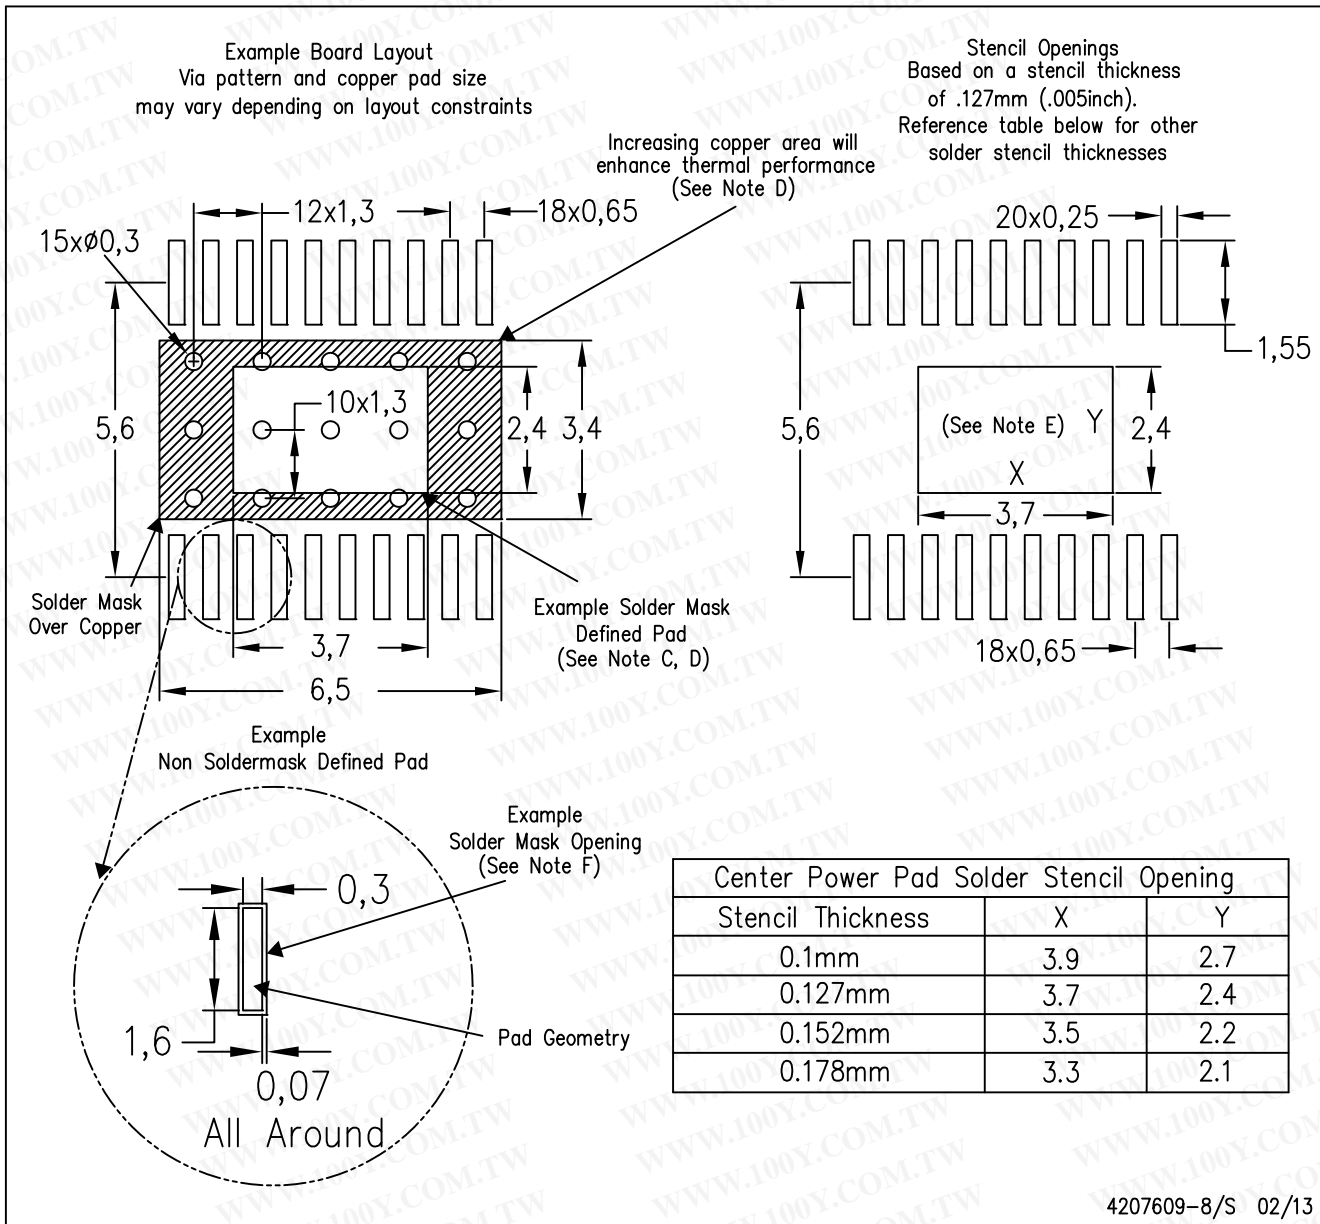 Example Board Layout
Via pattern and copper pad size
may vary depending on layout constraints
Stencil Openings
Based on a stencil thickness
of .127mm (.005inch).
Reference table below for other
solder stencil thicknesses
Increasing copper area will
enhance thermal performance
(See Note D)
12x1,3
18x0,65
15xø0,3
5,6
10x1,3
2,4
3,4
Solder Mask
Over Copper
3,7
6,5
Example Solder Mask
Defined Pad
(See Note C, D)
20x0,25
1,55
5,6
(See Note E)
Y
X
2,4
3,7
18x0,65
Example
Non Soldermask Defined Pad
Example
Solder Mask Opening
(See Note F)
0,3
1,6
Pad Geometry
0,07
All Around
Center Power Pad Solder Stencil Opening
Stencil Thickness X Y
0.1mm 3.9 2.7
0.127mm 3.7 2.4
0.152mm 3.5 2.2
0.178mm 3.3 2.1
4207609-8/S 02/13
WWW.100Y.COM.TW